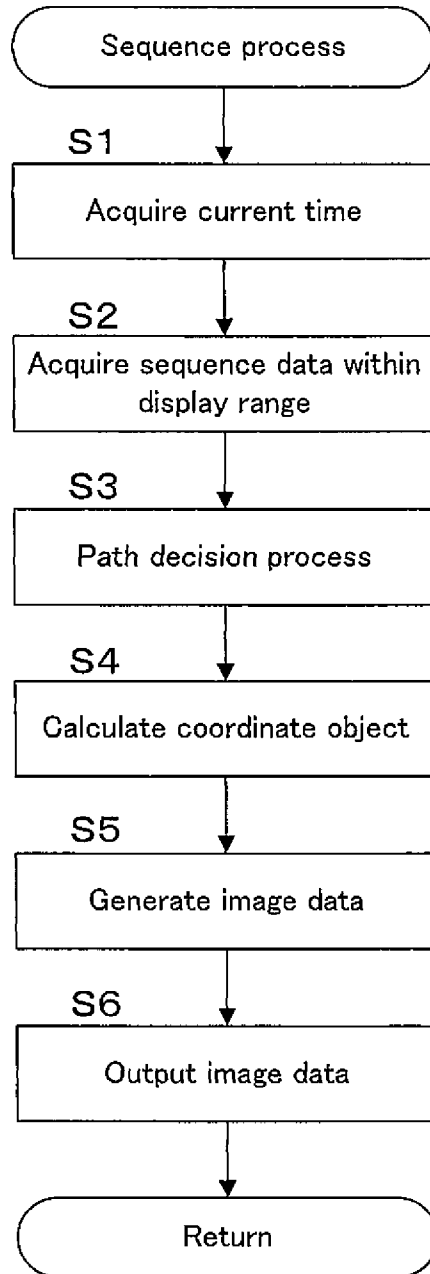 Sequence process
S1
Acquire current time
S2
Acquire sequence data within
display range
S3
Path decision process
S4
Calculate coordinate object
S5
Generate image data
S6
Output image data
Return